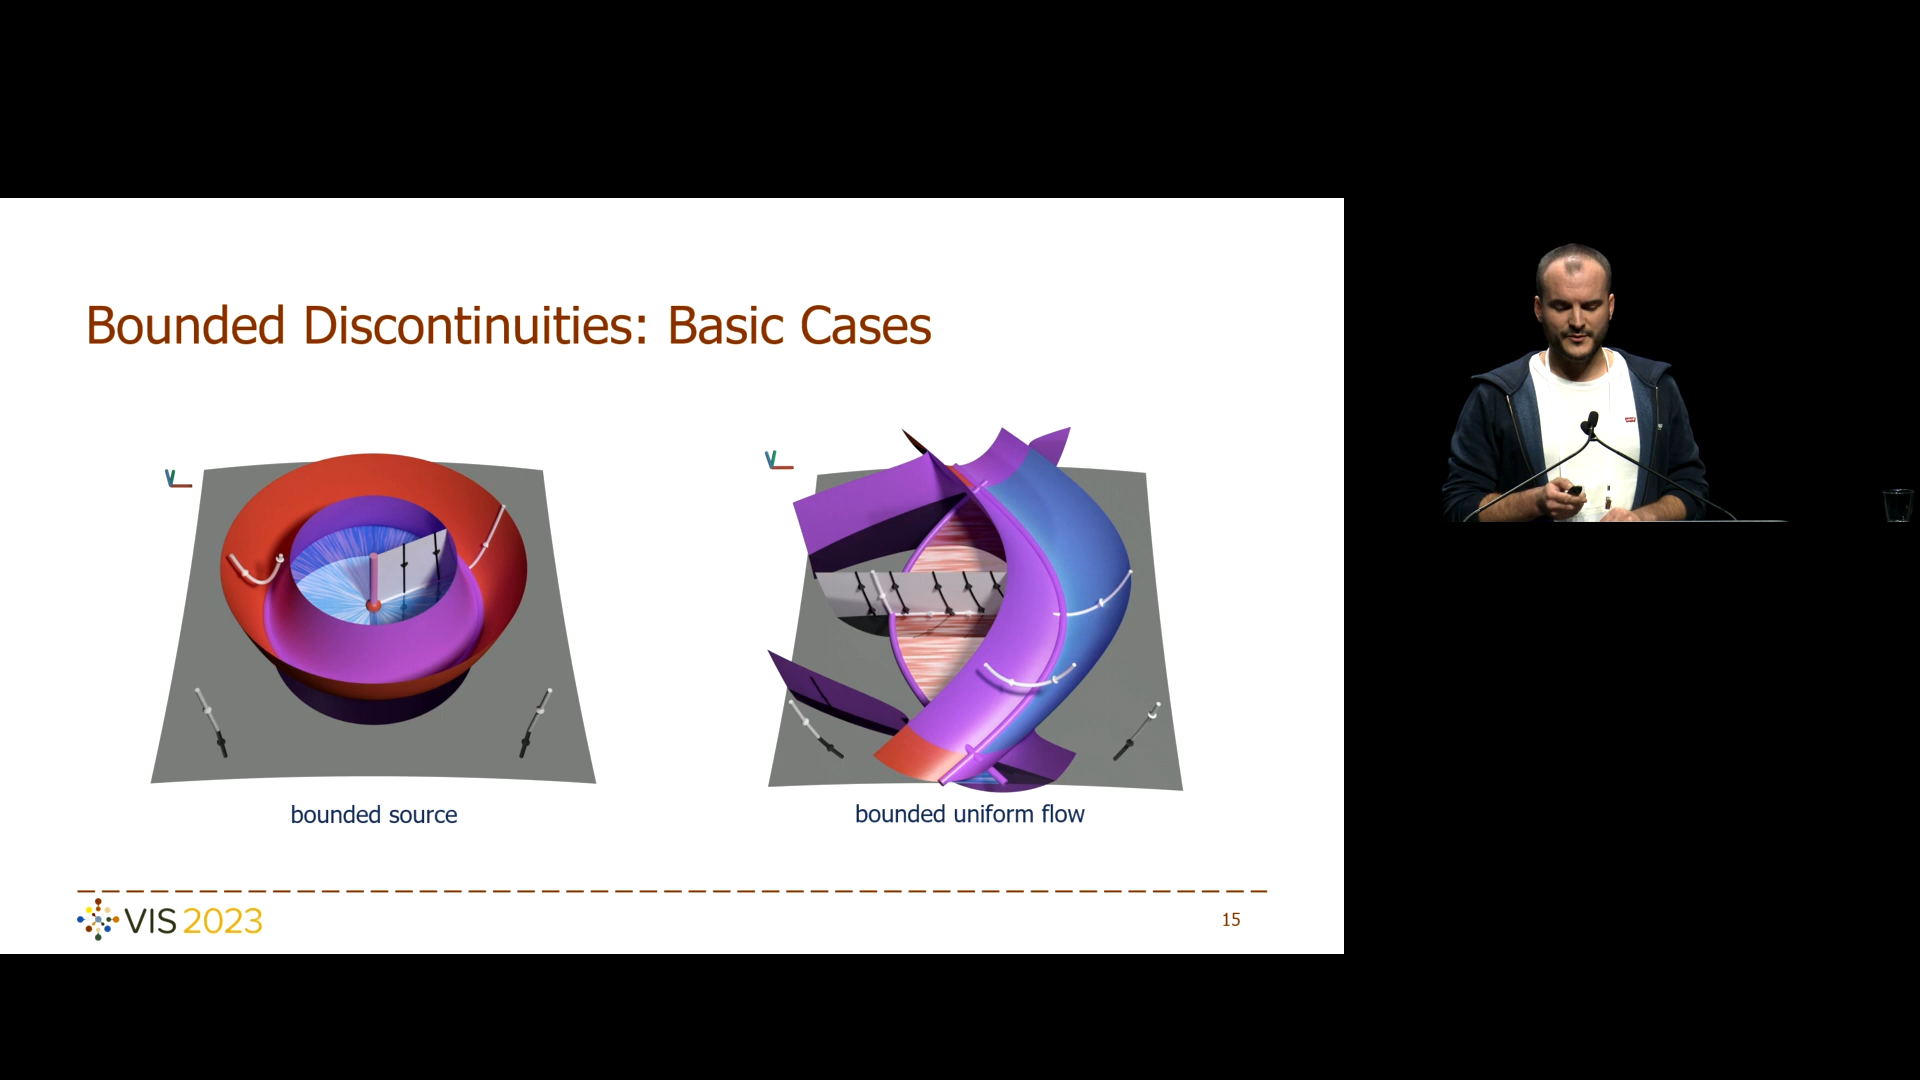 Bounded Discontinuities: Basic Cases
bounded source
bounded uniform flow
VIS 2023
15